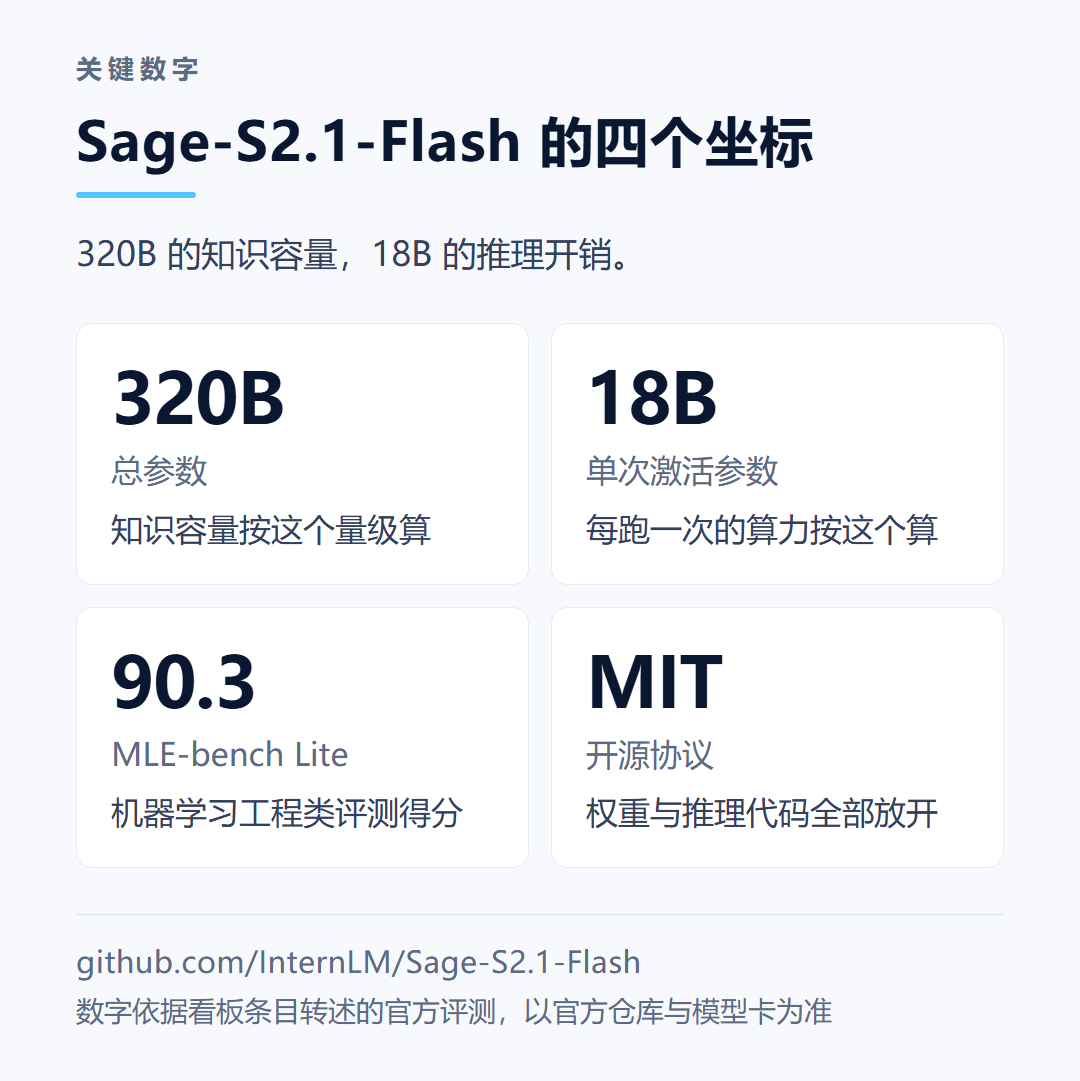 关键数字
Sage-S2.1-Flash 的四个坐标
320B 的知识容量，18B 的推理开销。
320B
总参数
知识容量按这个量级算
18B
单次激活参数
每跑一次的算力按这个算
90.3
MLE-bench Lite
机器学习工程类评测得分
MIT
开源协议
权重与推理代码全部放开
github.com/InternLM/Sage-S2.1-Flash
数字依据看板条目转述的官方评测，以官方仓库与模型卡为准